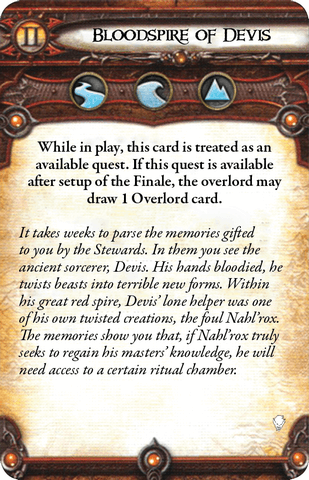 II
Bloodspire of Devis
While in play, this card is treated as an
available quest. If this quest is available
after setup of the Finale, the overlord may
draw 1 Overlord card.
It takes weeks to parse the memories gifted
to you by the Stewards. In them you see the
ancient sorcerer, Devis. His hands bloodied, he
twists beasts into terrible new forms. Within
his great red spire, Devis’ lone helper was one
of his own twisted creations, the foul Nahl’rox.
The memories show you that, if Nahl’rox truly
seeks to regain his masters’ knowledge, he will
need access to a certain ritual chamber.